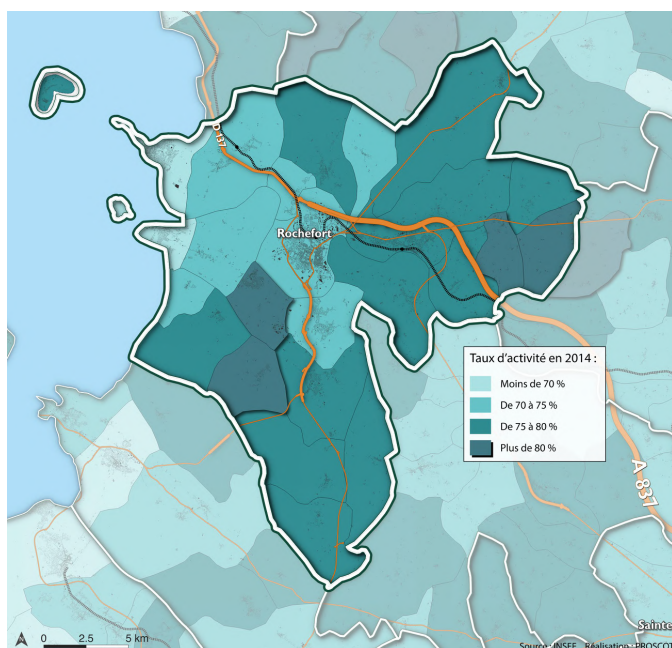 D 137
Rochefort
Taux d'activité en 2014 :
Moins de 70 %
De 70 à 75 %
De 75 à 80 %
Plus de 80 %
A 837
Sainte
0 2.5 5 km
Source : INSEE Réalisation : PROSCOT